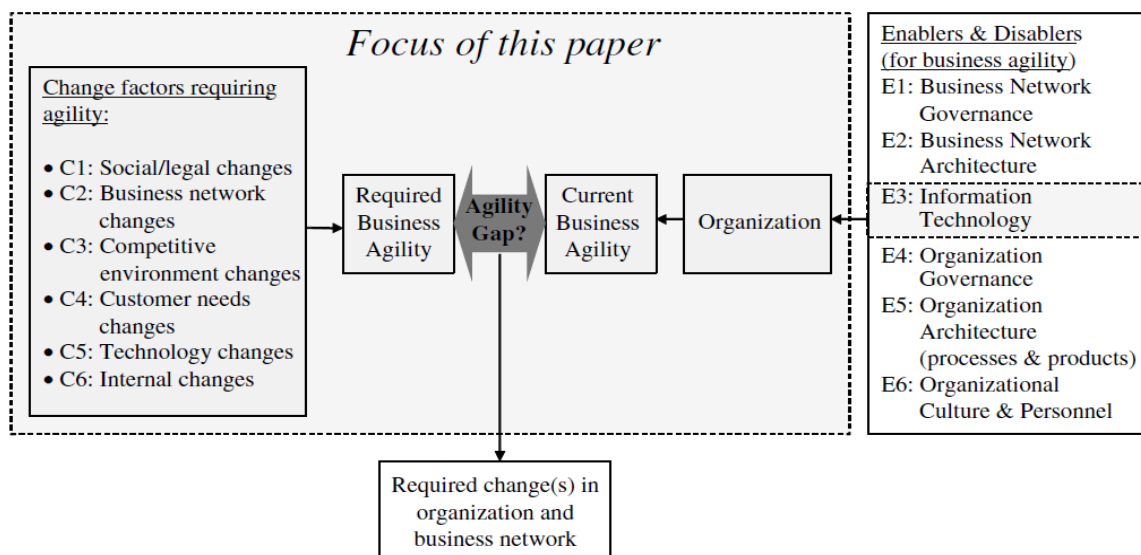 Focus of this paper
Change factors requiring
agility:
• C1: Social/legal changes
• C2: Business network
changes
• C3: Competitive
environment changes
• C4: Customer needs
changes
• C5: Technology changes
• C6: Internal changes
Required
Business
Agility
Agility
Gap?
Current
Business
Agility
Organization
Enablers & Disablers
(for business agility)
E1: Business Network
Governance
E2: Business Network
Architecture
E3: Information
Technology
E4: Organization
Governance
E5: Organization
Architecture
(processes & products)
E6: Organizational
Culture & Personnel
Required change(s) in
organization and
business network